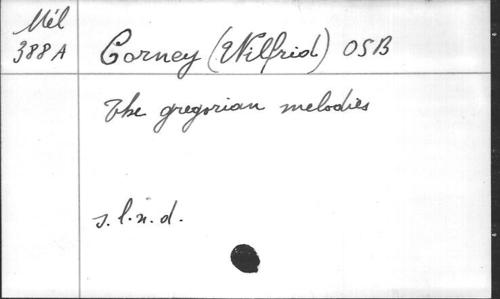 Mél
388 A
Corney (Wilfrid) OSB
The gregorian melodies
s.l.n.d.